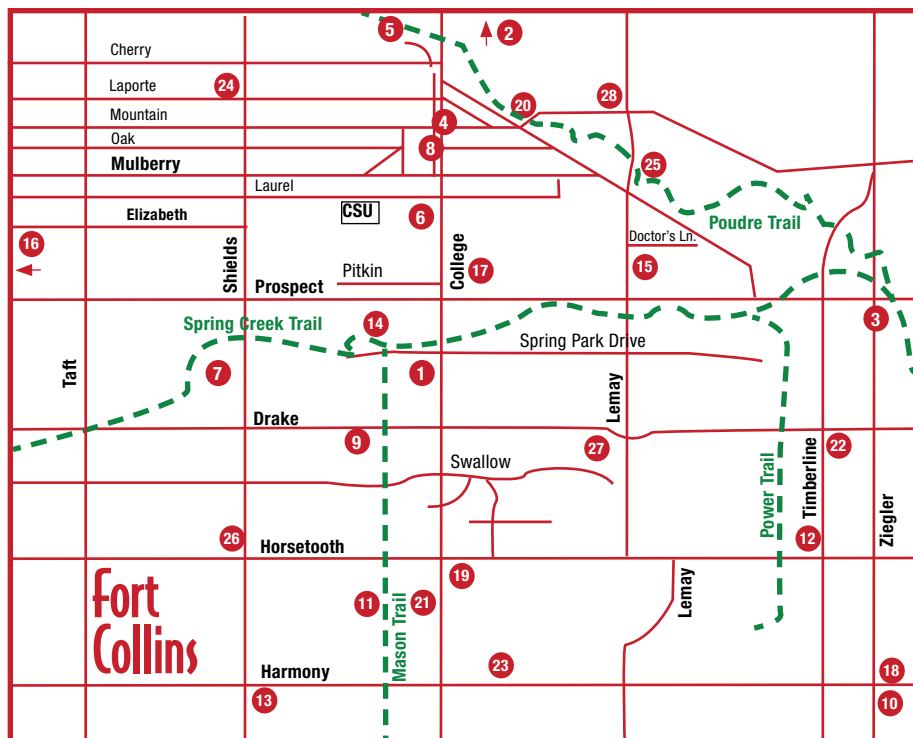 5
2
Cherry
Laporte
24
28
20
Mountain
4
Oak
8
Mulberry
25
Laurel
CSU
6
Elizabeth
Poudre Trail
16
Doctor's Ln.
Shields
College
Pitkin
17
15
Prospect
3
Spring Creek Trail
14
Spring Park Drive
Taft
7
1
Lemay
Drake
9
27
22
Swallow
Power Trail
Timberline
Ziegler
26
Horsetooth
12
19
Fort
Collins
11
21
Mason Trail
Lemay
Harmony
23
18
13
10